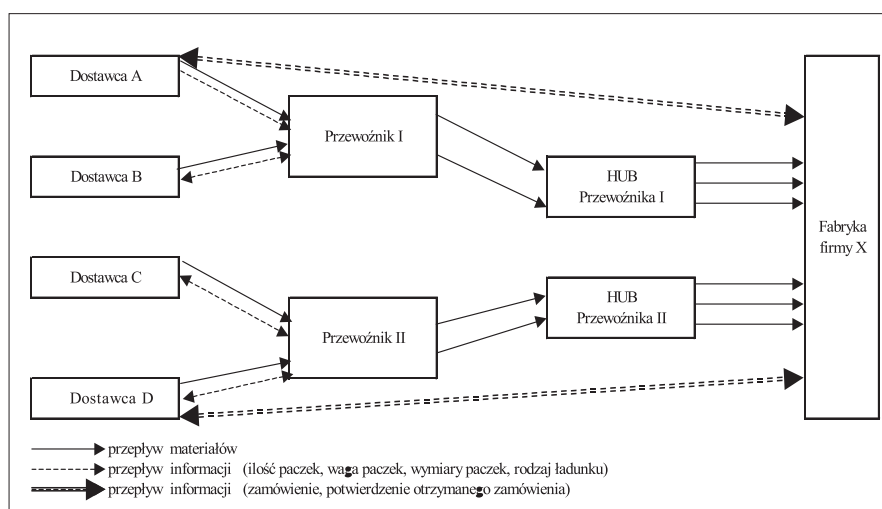 Dostawca A
Przewoźnik I
Dostawca B
HUB
Przewoźnika I
Fabryka
firmy X
Dostawca C
HUB
Przewoźnika II
Przewoźnik II
Dostawca D
przepływ materiałów
przepływ informacji (ilość paczek, waga paczek, wymiary paczek, rodzaj ładunku)
przepływ informacji (zamówienie, potwierdzenie otrzymanego zamówienia)